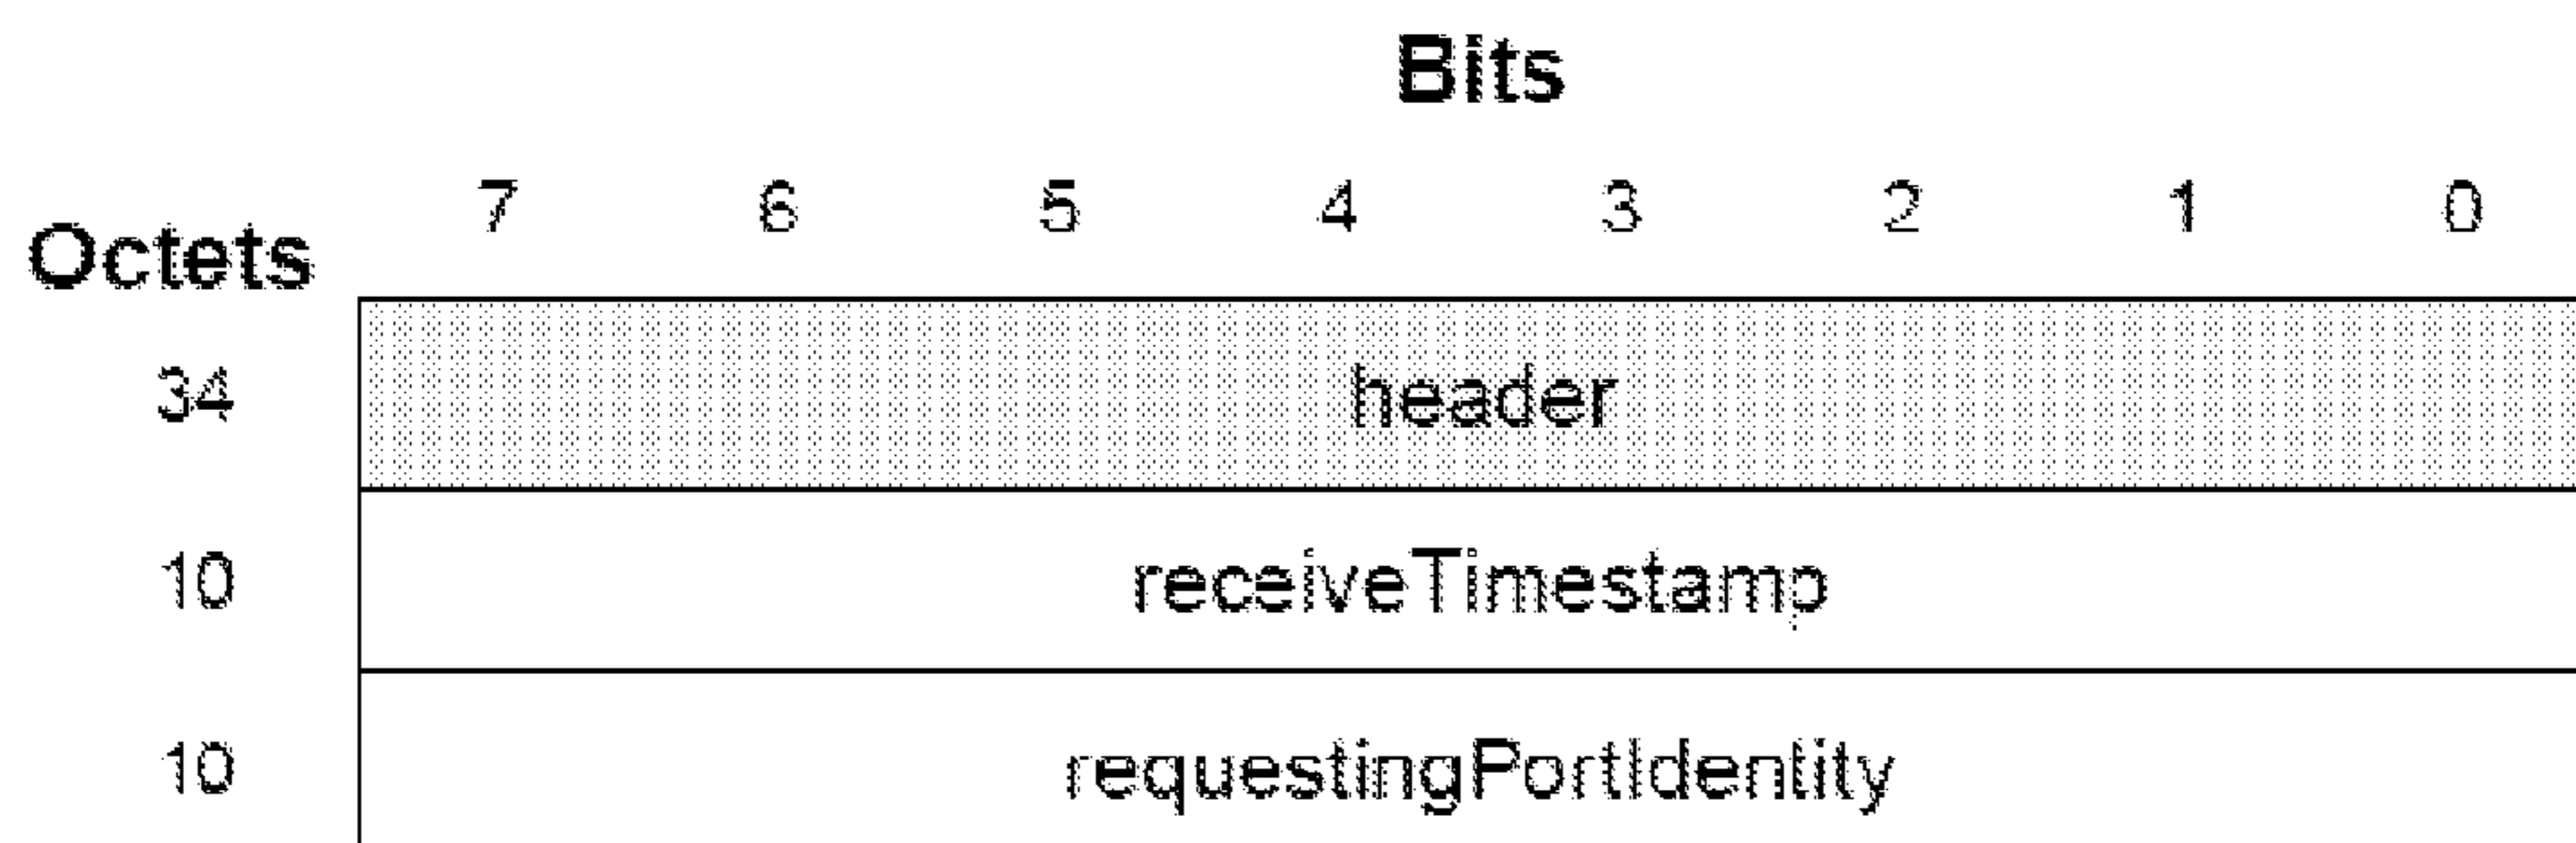 Bits
7 6 5 4 3 2 1 0
Octets
34 header
10 receiveTimestamp
10 requestingPortIdentity